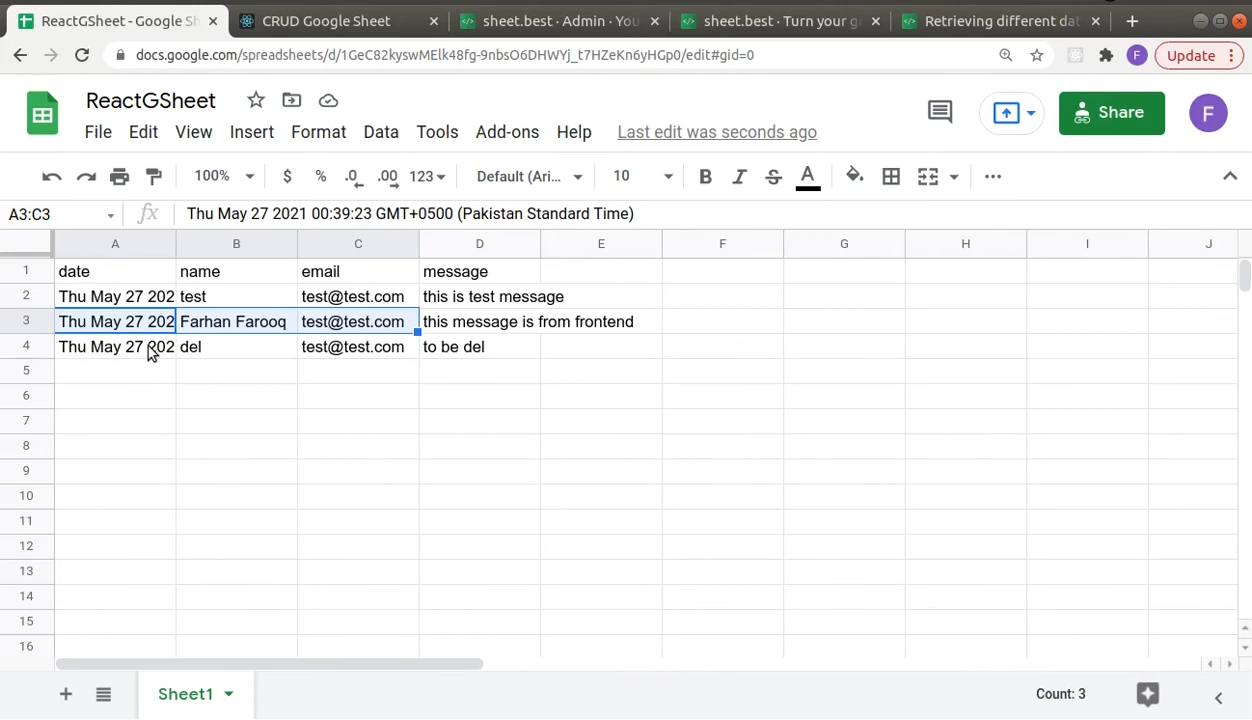 ReactGSheet - Google Sh
CRUD Google Sheet
sheet.best · Admin · You
sheet.best · Turn your go
Retrieving different dat
docs.google.com/spreadsheets/d/1GeC82kyswMElk48fg-9nbsO6DHWYj_t7HZeKn6yHGp0/edit#gid=0
F
Update
ReactGSheet
Share
F
File Edit View Insert Format Data Tools Add-ons Help Last edit was seconds ago
100% $ % .0 .00 123 Default (Ari... 10 B I S A
A3:C3 fx Thu May 27 2021 00:39:23 GMT+0500 (Pakistan Standard Time)
A B C D E F G H I J
1 date name email message
2 Thu May 27 202 test test@test.com this is test message
3 Thu May 27 202 Farhan Farooq test@test.com this message is from frontend
4 Thu May 27 202 del test@test.com to be del
5
6
7
8
9
10
11
12
13
14
15
16
Sheet1
Count: 3